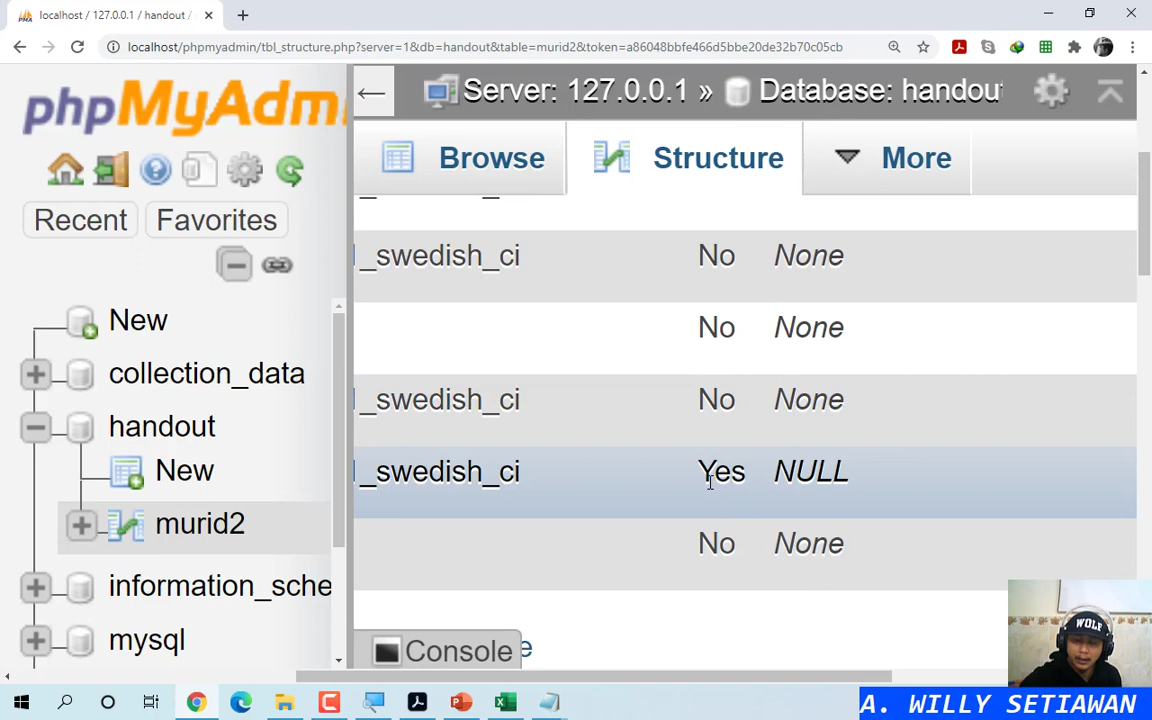 localhost / 127.0.0.1 / handout /
localhost/phpmyadmin/tbl_structure.php?server=1&db=handout&table=murid2&token=a86048bbfe466d5bbe20de32b70c05cb
phpMyAdm
Server: 127.0.0.1 » Database: handout
Browse
Structure
More
Recent
Favorites
_swedish_ci No None
No None
_swedish_ci No None
_swedish_ci Yes NULL
No None
New
collection_data
handout
New
murid2
information_sche
mysql
Console
e
WOLF
A. WILLY SETIAWAN